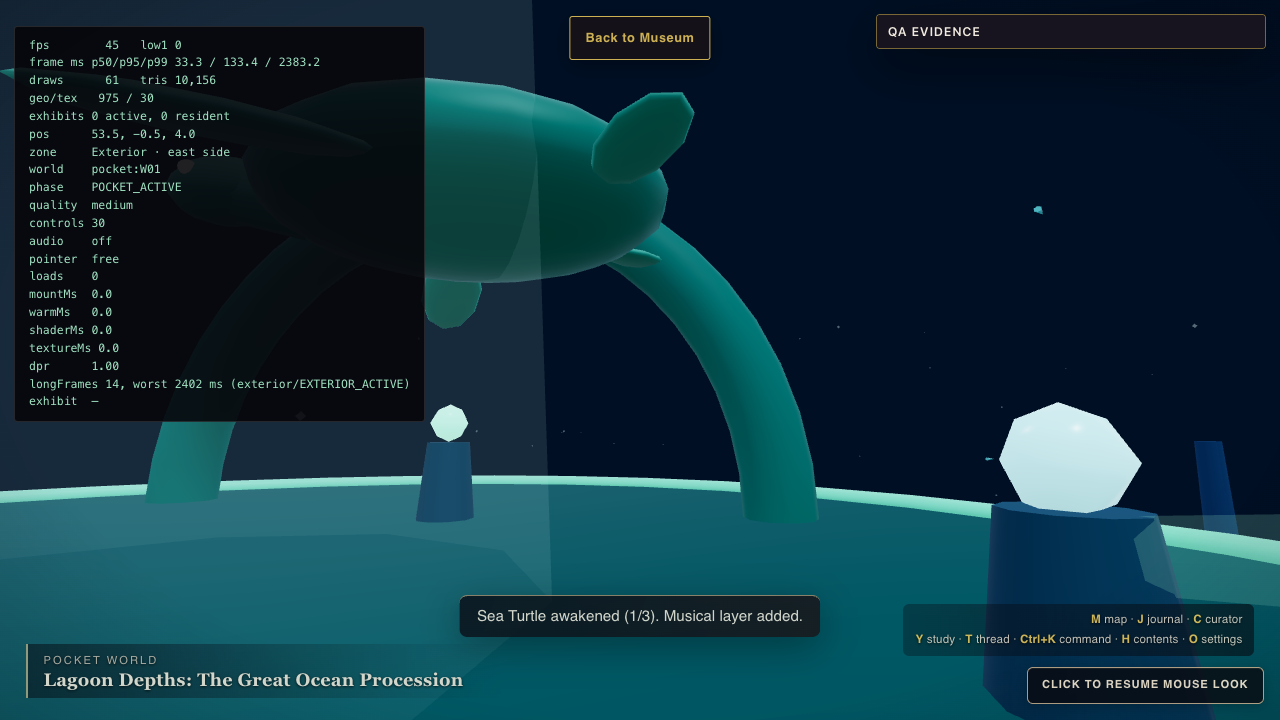 fps 45 low1 0
frame ms p50/p95/p99 33.3 / 133.4 / 2383.2
draws 61 tris 10,156
geo/tex 975 / 30
exhibits 0 active, 0 resident
pos 53.5, −0.5, 4.0
zone Exterior · east side
world pocket:W01
phase POCKET_ACTIVE
quality medium
controls 30
audio off
pointer free
loads 0
mountMs 0.0
warmMs 0.0
shaderMs 0.0
textureMs 0.0
dpr 1.00
longFrames 14, worst 2402 ms (exterior/EXTERIOR_ACTIVE)
exhibit —
Back to Museum
QA EVIDENCE
Sea Turtle awakened (1/3). Musical layer added.
M map · J journal · C curator
Y study · T thread · Ctrl+K command · H contents · O settings
POCKET WORLD
Lagoon Depths: The Great Ocean Procession
CLICK TO RESUME MOUSE LOOK